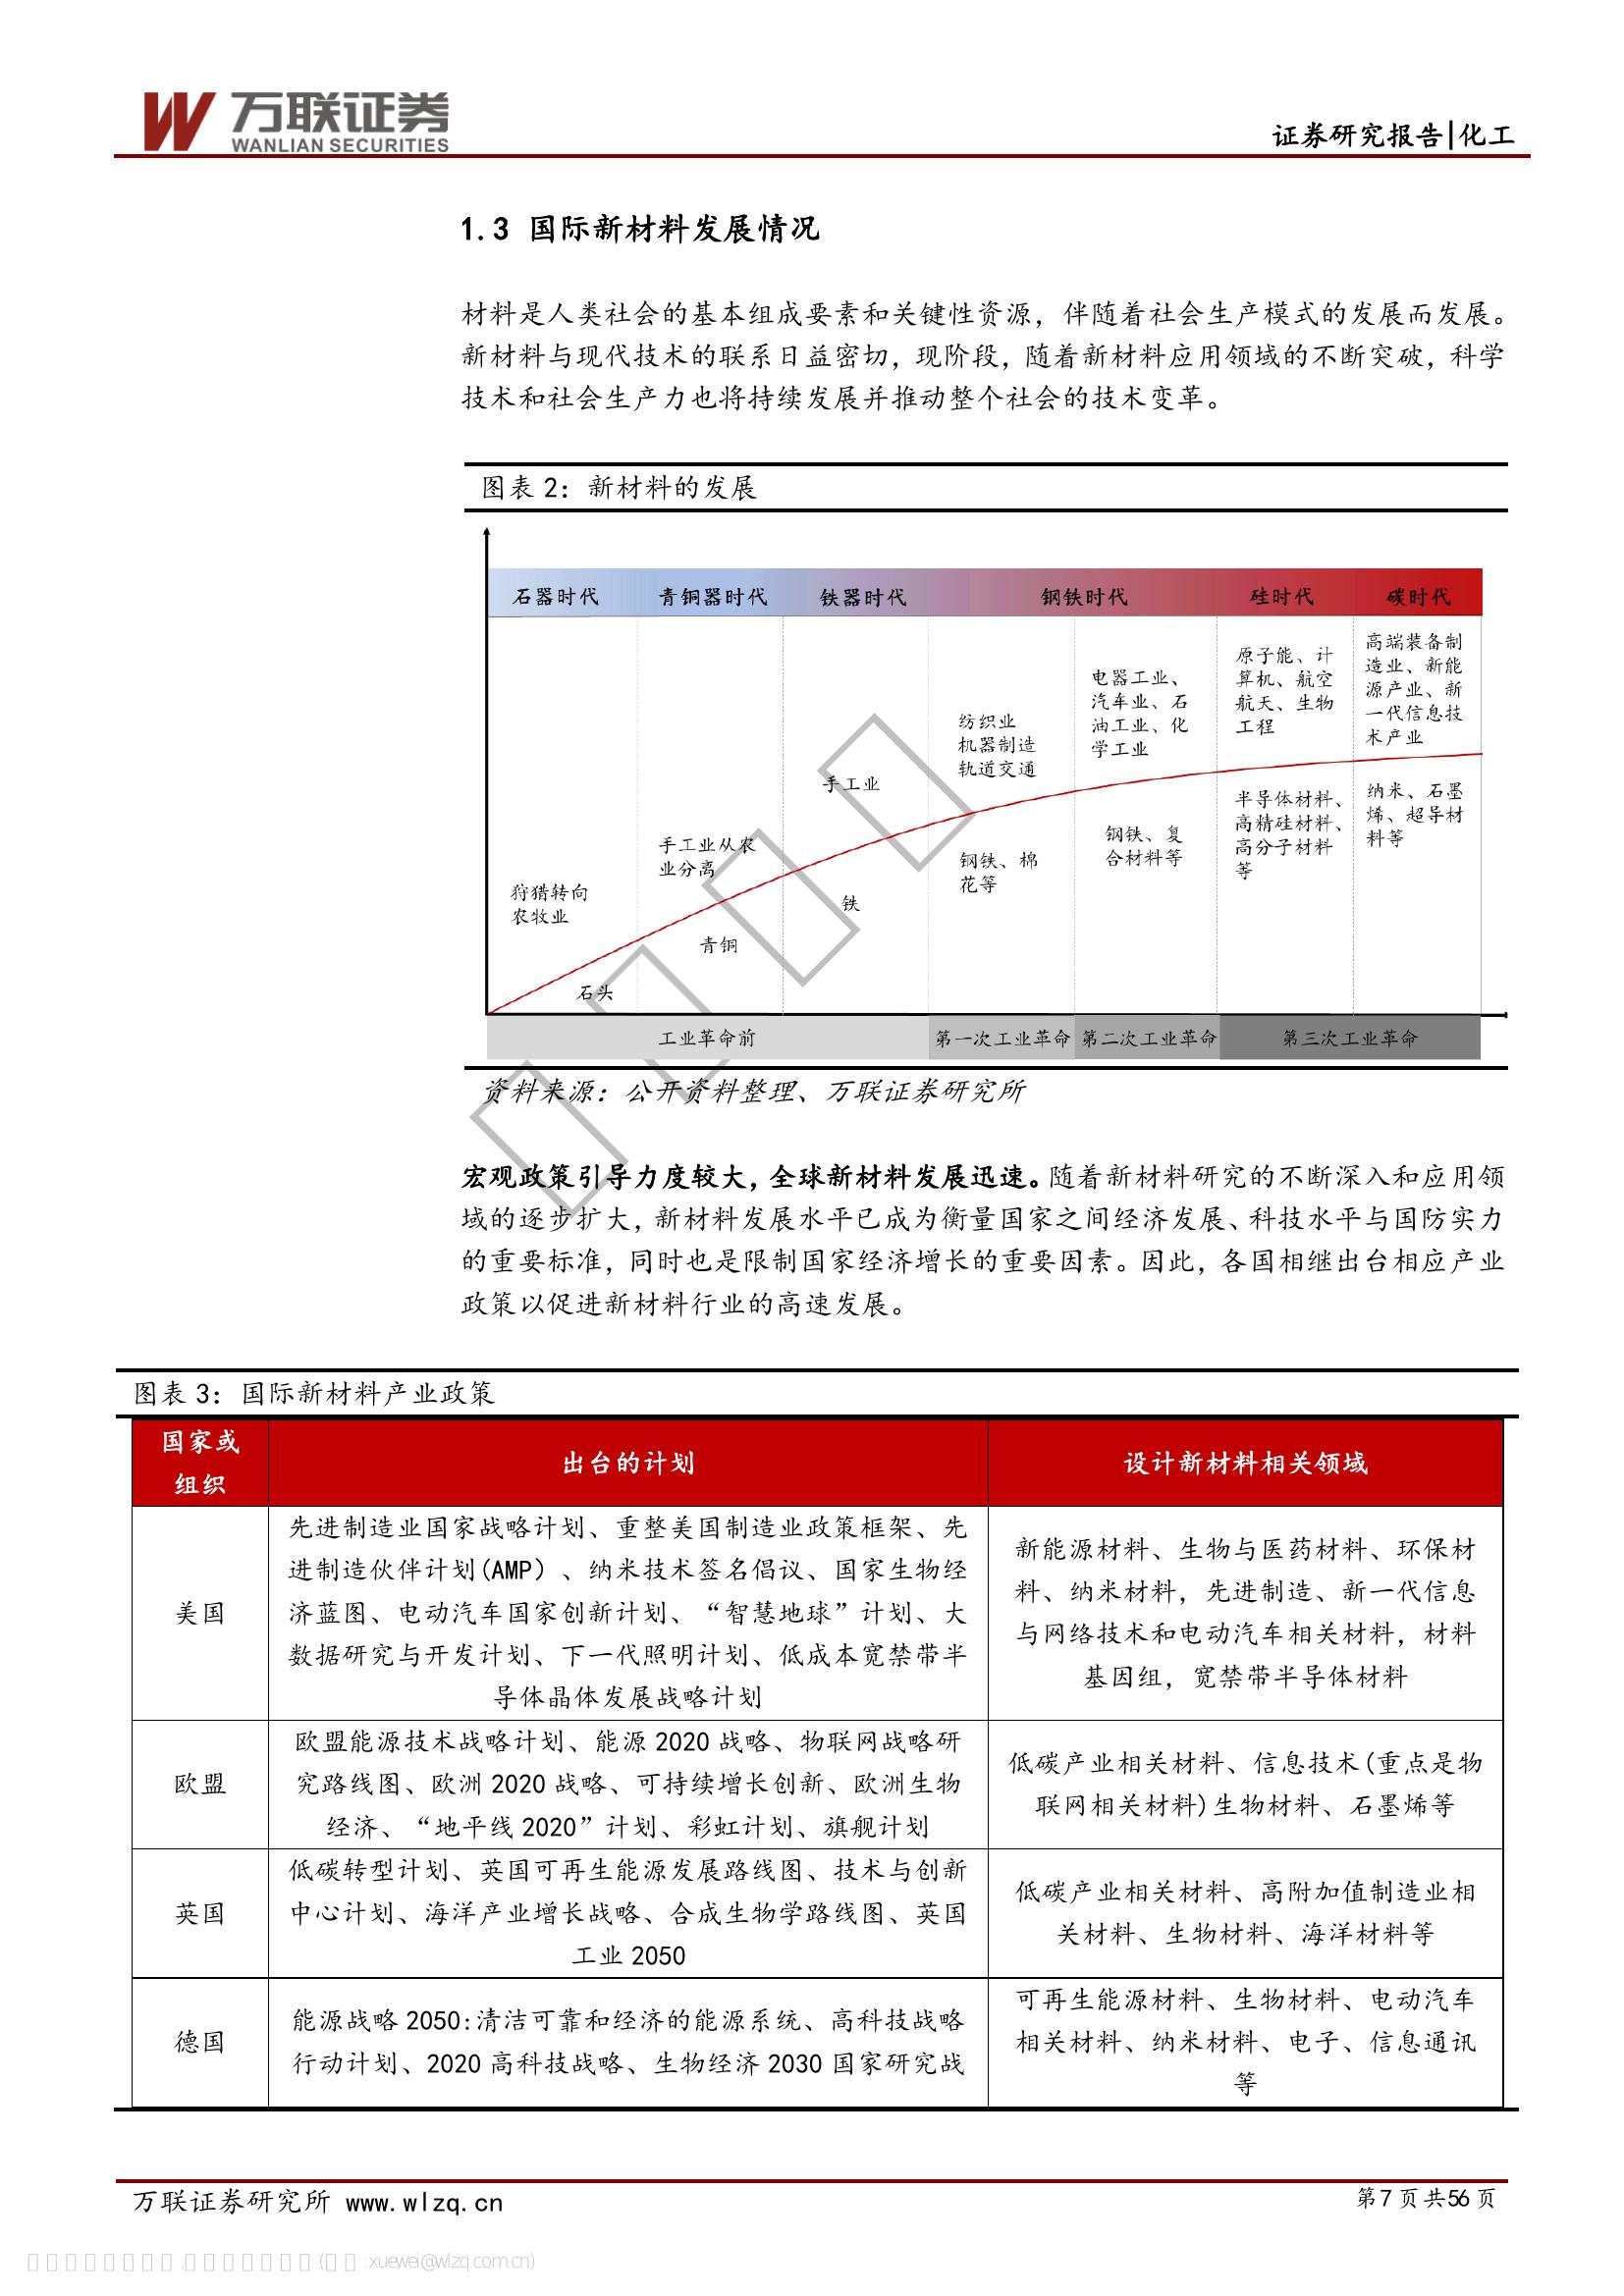 万联证券
WANLIAN SECURITIES
证券研究报告|化工
1.3 国际新材料发展情况
材料是人类社会的基本组成要素和关键性资源，伴随着社会生产模式的发展而发展。
新材料与现代技术的联系日益密切，现阶段，随着新材料应用领域的不断突破，科学
技术和社会生产力也将持续发展并推动整个社会的技术变革。
图表 2：新材料的发展
石器时代 青铜器时代 铁器时代 钢铁时代 硅时代 碳时代
狩猎转向
农牧业
石头
手工业从农
业分离
青铜
手工业
铁
纺织业
机器制造
轨道交通
钢铁、棉
花等
电器工业、
汽车业、石
油工业、化
学工业
钢铁、复
合材料等
原子能、计
算机、航空
航天、生物
工程
半导体材料、
高精硅材料、
高分子材料
等
高端装备制
造业、新能
源产业、新
一代信息技
术产业
纳米、石墨
烯、超导材
料等
工业革命前 第一次工业革命 第二次工业革命 第三次工业革命
资料来源：公开资料整理、万联证券研究所
宏观政策引导力度较大，全球新材料发展迅速。随着新材料研究的不断深入和应用领
域的逐步扩大，新材料发展水平已成为衡量国家之间经济发展、科技水平与国防实力
的重要标准，同时也是限制国家经济增长的重要因素。因此，各国相继出台相应产业
政策以促进新材料行业的高速发展。
图表 3：国际新材料产业政策
国家或
组织
出台的计划
设计新材料相关领域
美国
先进制造业国家战略计划、重整美国制造业政策框架、先
进制造伙伴计划(AMP）、纳米技术签名倡议、国家生物经
济蓝图、电动汽车国家创新计划、“智慧地球”计划、大
数据研究与开发计划、下一代照明计划、低成本宽禁带半
导体晶体发展战略计划
新能源材料、生物与医药材料、环保材
料、纳米材料，先进制造、新一代信息
与网络技术和电动汽车相关材料，材料
基因组，宽禁带半导体材料
欧盟
欧盟能源技术战略计划、能源 2020 战略、物联网战略研
究路线图、欧洲 2020 战略、可持续增长创新、欧洲生物
经济、“地平线 2020”计划、彩虹计划、旗舰计划
低碳产业相关材料、信息技术(重点是物
联网相关材料)生物材料、石墨烯等
英国
低碳转型计划、英国可再生能源发展路线图、技术与创新
中心计划、海洋产业增长战略、合成生物学路线图、英国
工业 2050
低碳产业相关材料、高附加值制造业相
关材料、生物材料、海洋材料等
德国
能源战略 2050:清洁可靠和经济的能源系统、高科技战略
行动计划、2020 高科技战略、生物经济 2030 国家研究战
可再生能源材料、生物材料、电动汽车
相关材料、纳米材料、电子、信息通讯
等
万联证券研究所 www.wlzq.cn
第 7 页 共 56 页
:xuewei@wlzq.com.cn)